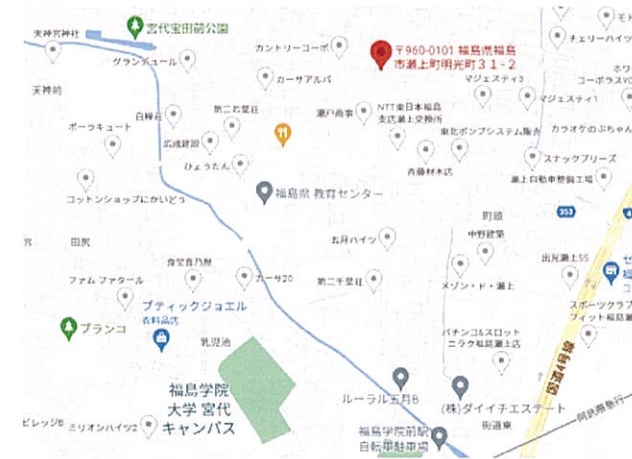 天神宮神社
宮代宝田前公園
グランデュール
カントリーコーポ
カーサアルバ
〒960-0101 福島県福島
市瀬上町明光町31-2
チェリーハイツ
コーポラス
天神前
白峰荘
第二若葉荘
瀬戸商事
NTT東日本福島
支店瀬上交換所
マジェスティ3
マジェスティ1
ポーラキュート
広成建設
東北ポンプシステム販売
カラオケのぷちゃん
ひょうたん
斉藤材木店
スナックブリーズ
瀬上自動車整備工場
コットンショップにかいどう
福島県 教育センター
353
町頭
宮
田尻
五月ハイツ
中野建築
食堂喜乃屋
ファム ファタール
カーサ20
第二千葉荘
メゾン・ド・瀬上
出光瀬上SS
ブティックジョエル
衣料品店
スポーツクラブ
フィット福島瀬
ブランコ
乳児池
パチンコ&スロット
ニラク福島瀬上店
国道4号線
福島学院
大学 宮代
キャンパス
ルーラル五月B
(株)ダイイチエステート
街道東
ビレッジB
ミリオンハイツ2
福島学院前駅
自転車駐車場
阿武隈急行